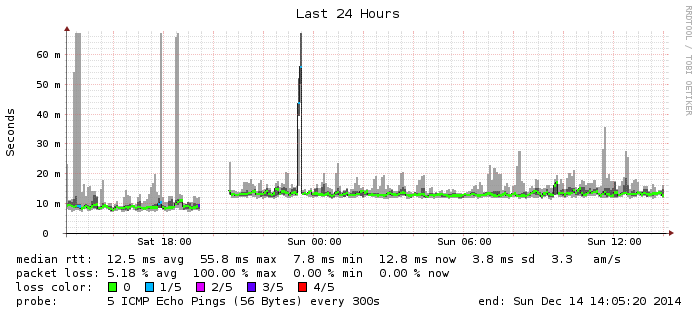 Last 24 Hours
RRDTOOL / TOBI OETIKER
Seconds
60 m
50 m
40 m
30 m
20 m
10 m
0
Sat 18:00 Sun 00:00 Sun 06:00 Sun 12:00
median rtt: 12.5 ms avg 55.8 ms max 7.8 ms min 12.8 ms now 3.8 ms sd 3.3 am/s
packet loss: 5.18 % avg 100.00 % max 0.00 % min 0.00 % now
loss color: 0 1/5 2/5 3/5 4/5
probe: 5 ICMP Echo Pings (56 Bytes) every 300s end: Sun Dec 14 14:05:20 2014